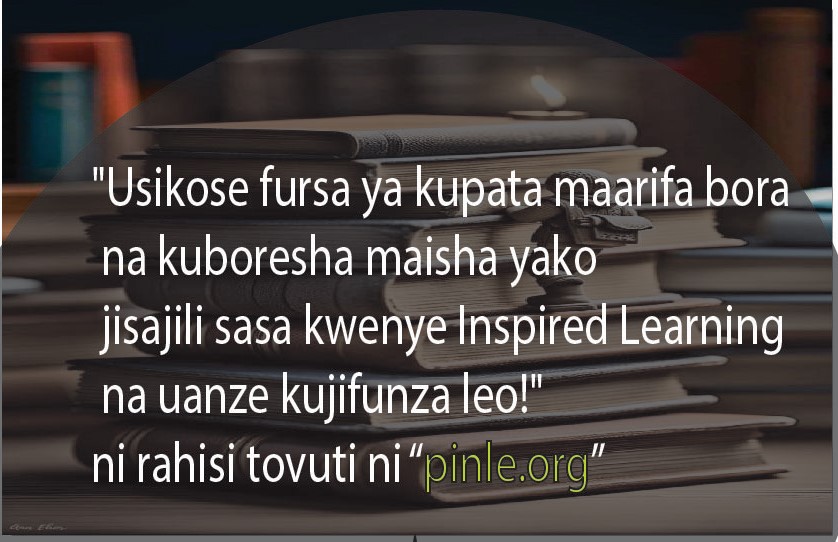 "Usikose fursa ya kupata maarifa bora
na kuboresha maisha yako
jisajili sasa kwenye Inspired Learning
na uanze kujifunza leo!"
ni rahisi tovuti ni “pinle.org”